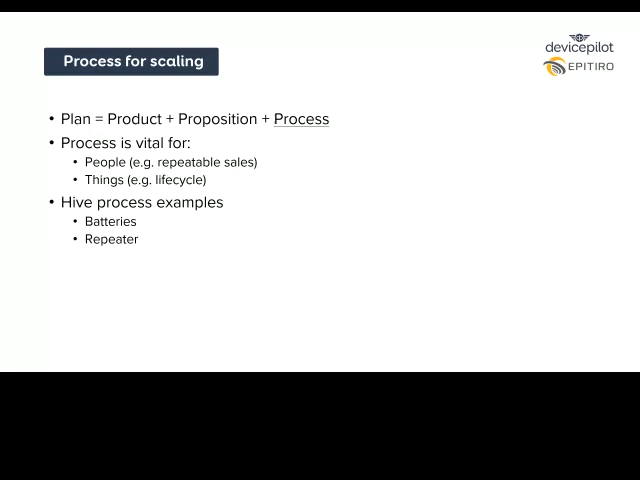 devicepilot
Process for scaling
EPITIRO
• Plan = Product + Proposition + Process
• Process is vital for:
• People (e.g. repeatable sales)
• Things (e.g. lifecycle)
• Hive process examples
• Batteries
• Repeater